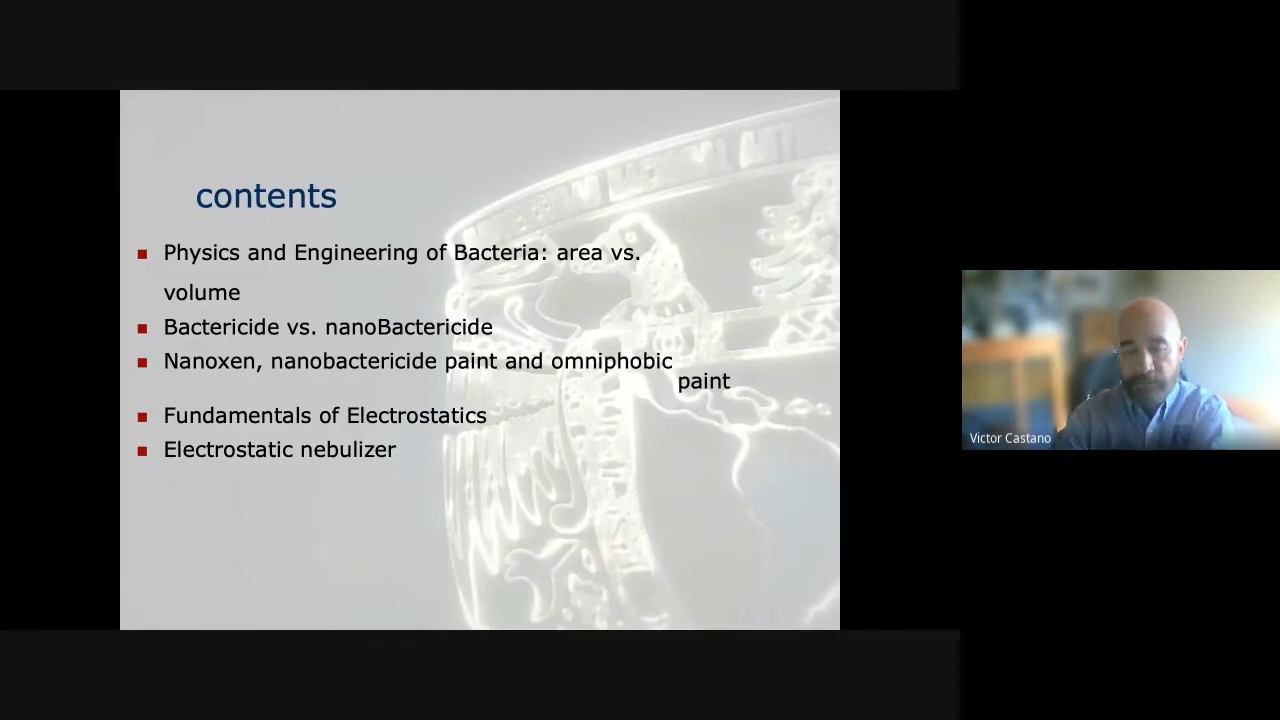 contents
Physics and Engineering of Bacteria: area vs.
volume
Bactericide vs. nanoBactericide
Nanoxen, nanobactericide paint and omniphobic
paint
Fundamentals of Electrostatics
Electrostatic nebulizer
Victor Castano